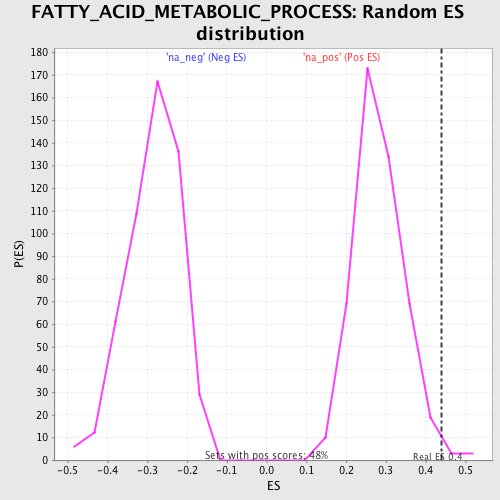 FATTY_ACID_METABOLIC_PROCESS: Random ES
distribution
'na_neg' (Neg ES) 'na_pos' (Pos ES)
180
170
160
150
140
130
120
110
100
90
80
70
60
50
40
30
20
10
0
P(ES)
Sets with pos scores: 48%
Real ES 0.4
-0.5 -0.4 -0.3 -0.2 -0.1 0.0 0.1 0.2 0.3 0.4 0.5
ES